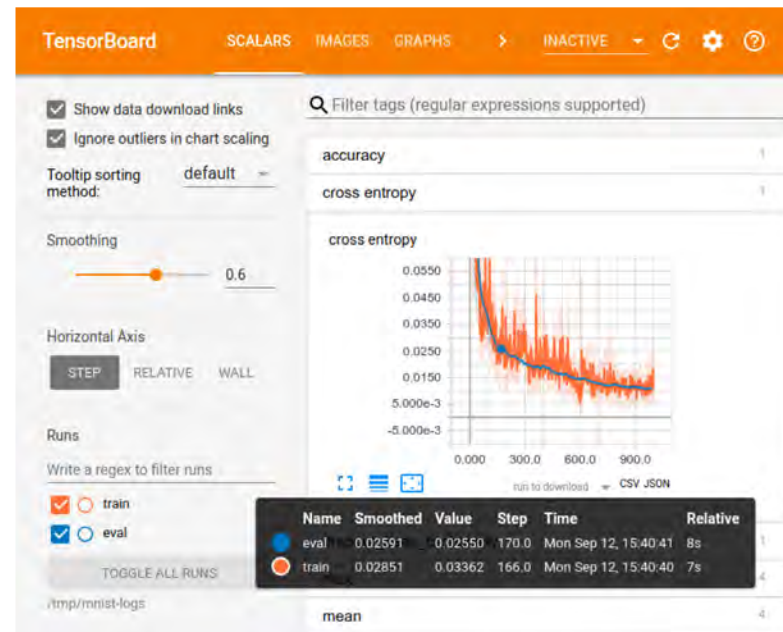 TensorBoard SCALARS IMAGES GRAPHS > INACTIVE
Show data download links
Ignore outliers in chart scaling
Tooltip sorting method: default
Smoothing
0.6
Horizontal Axis
STEP RELATIVE WALL
Runs
Write a regex to filter runs
train
eval
TOGGLE ALL RUNS
/tmp/mnist-logs
Filter tags (regular expressions supported)
accuracy 1
cross entropy 1
cross entropy
0.0550
0.0450
0.0350
0.0250
0.0150
5.000e-3
-5.000e-3
0.000 300.0 600.0 900.0
run to download CSV JSON
Name Smoothed Value Step Time Relative
eval 0.02591 0.02550 170.0 Mon Sep 12, 15:40:41 8s
train 0.02851 0.03362 166.0 Mon Sep 12, 15:40:40 7s
1
4
mean 4